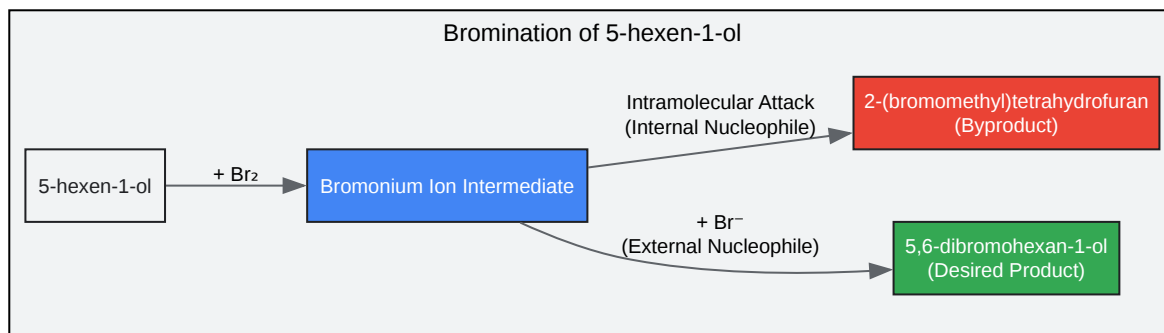 Bromination of 5-hexen-1-ol
5-hexen-1-ol
+ Br₂
Bromonium Ion Intermediate
Intramolecular Attack
(Internal Nucleophile)
2-(bromomethyl)tetrahydrofuran
(Byproduct)
+ Br⁻
(External Nucleophile)
5,6-dibromohexan-1-ol
(Desired Product)